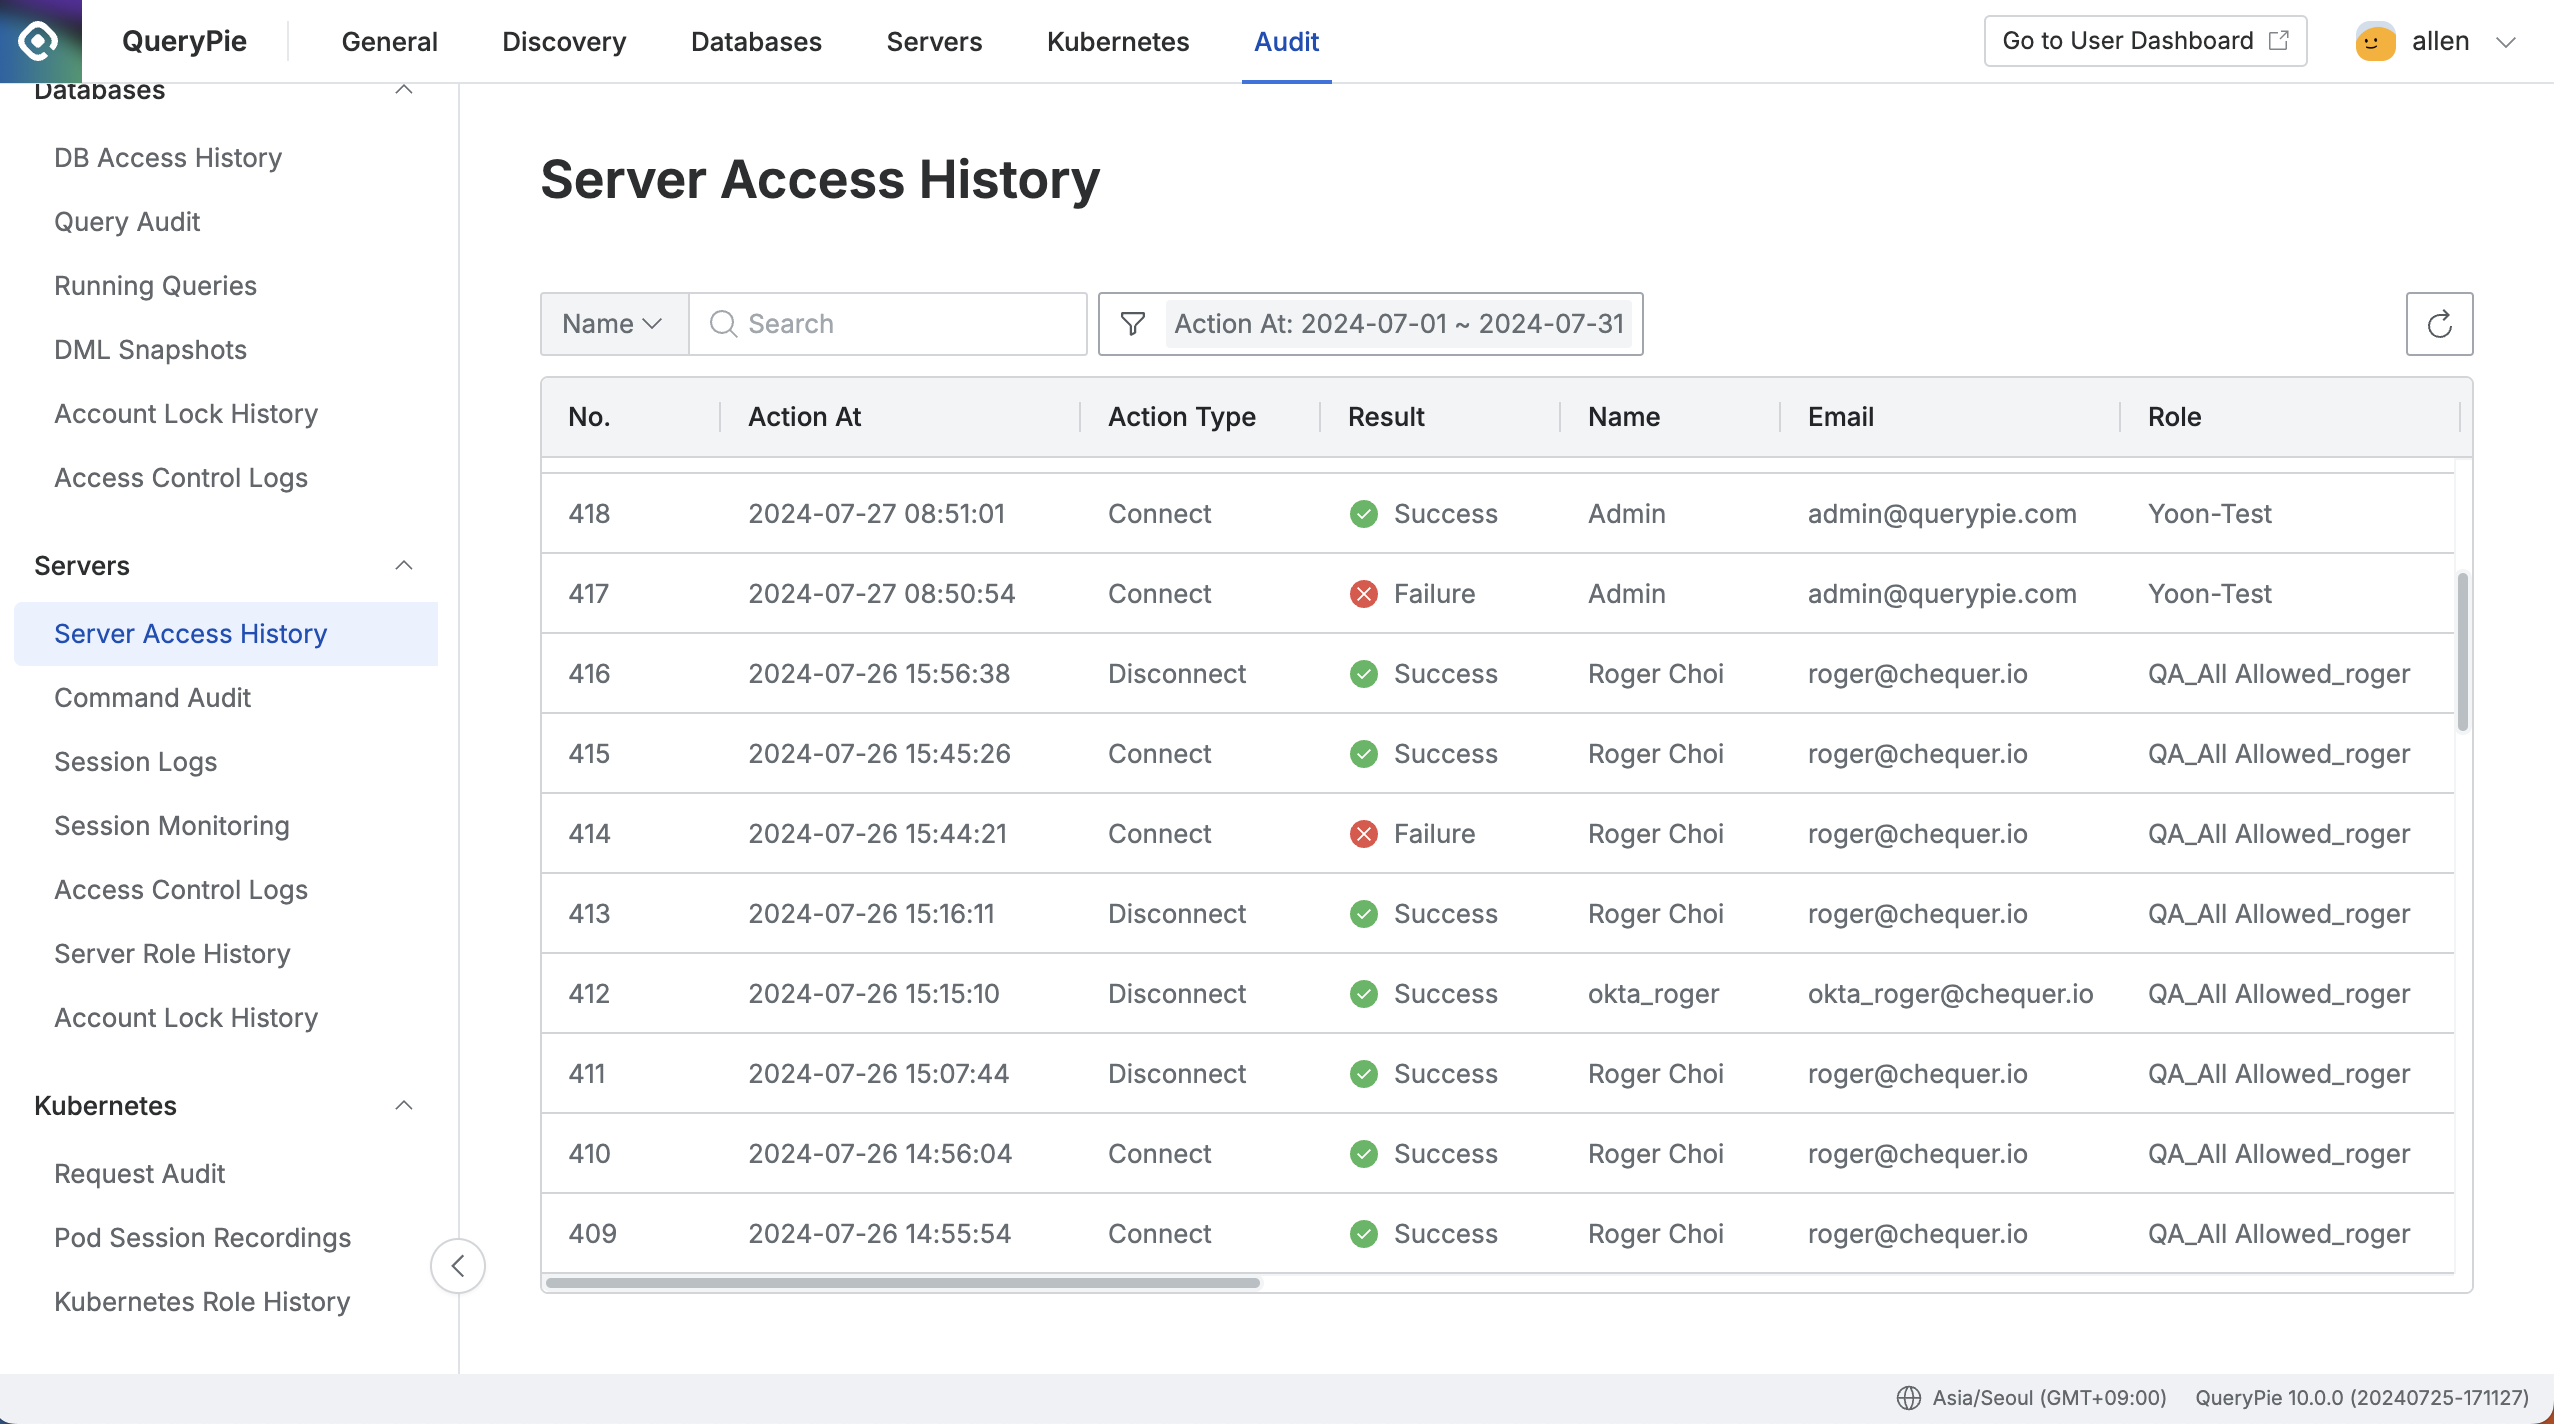 QueryPie
General
Discovery
Databases
Servers
Kubernetes
Audit
Go to User Dashboard
allen
Databases
DB Access History
Query Audit
Running Queries
DML Snapshots
Account Lock History
Access Control Logs
Servers
Server Access History
Command Audit
Session Logs
Session Monitoring
Access Control Logs
Server Role History
Account Lock History
Kubernetes
Request Audit
Pod Session Recordings
Kubernetes Role History
Server Access History
Name
Search
Action At: 2024-07-01 ~ 2024-07-31
No. Action At Action Type Result Name Email Role
418 2024-07-27 08:51:01 Connect Success Admin admin@querypie.com Yoon-Test
417 2024-07-27 08:50:54 Connect Failure Admin admin@querypie.com Yoon-Test
416 2024-07-26 15:56:38 Disconnect Success Roger Choi roger@chequer.io QA_All Allowed_roger
415 2024-07-26 15:45:26 Connect Success Roger Choi roger@chequer.io QA_All Allowed_roger
414 2024-07-26 15:44:21 Connect Failure Roger Choi roger@chequer.io QA_All Allowed_roger
413 2024-07-26 15:16:11 Disconnect Success Roger Choi roger@chequer.io QA_All Allowed_roger
412 2024-07-26 15:15:10 Disconnect Success okta_roger okta_roger@chequer.io QA_All Allowed_roger
411 2024-07-26 15:07:44 Disconnect Success Roger Choi roger@chequer.io QA_All Allowed_roger
410 2024-07-26 14:56:04 Connect Success Roger Choi roger@chequer.io QA_All Allowed_roger
409 2024-07-26 14:55:54 Connect Success Roger Choi roger@chequer.io QA_All Allowed_roger
Asia/Seoul (GMT+09:00) QueryPie 10.0.0 (20240725-171127)